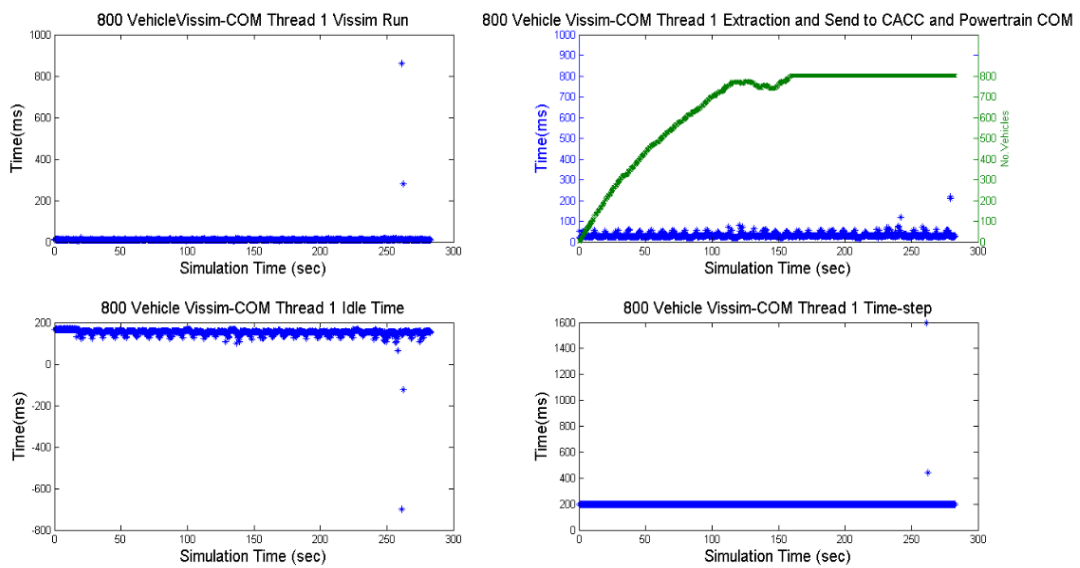 800 VehicleVissim-COM Thread 1 Vissim Run
1000
800
600
400
200
0
Time(ms)
0 50 100 150 200 250 300
Simulation Time (sec)
800 Vehicle Vissim-COM Thread 1 Extraction and Send to CACC and Powertrain COM
1000
900
800
700
600
500
400
300
200
100
0
Time(ms)
800
700
600
500
400
300
200
100
0
No.Vehicles
0 50 100 150 200 250 300
Simulation Time (sec)
800 Vehicle Vissim-COM Thread 1 Idle Time
200
0
-200
-400
-600
-800
Time(ms)
0 50 100 150 200 250 300
Simulation Time (sec)
800 Vehicle Vissim-COM Thread 1 Time-step
1600
1400
1200
1000
800
600
400
200
0
Time(ms)
0 50 100 150 200 250 300
Simulation Time (sec)